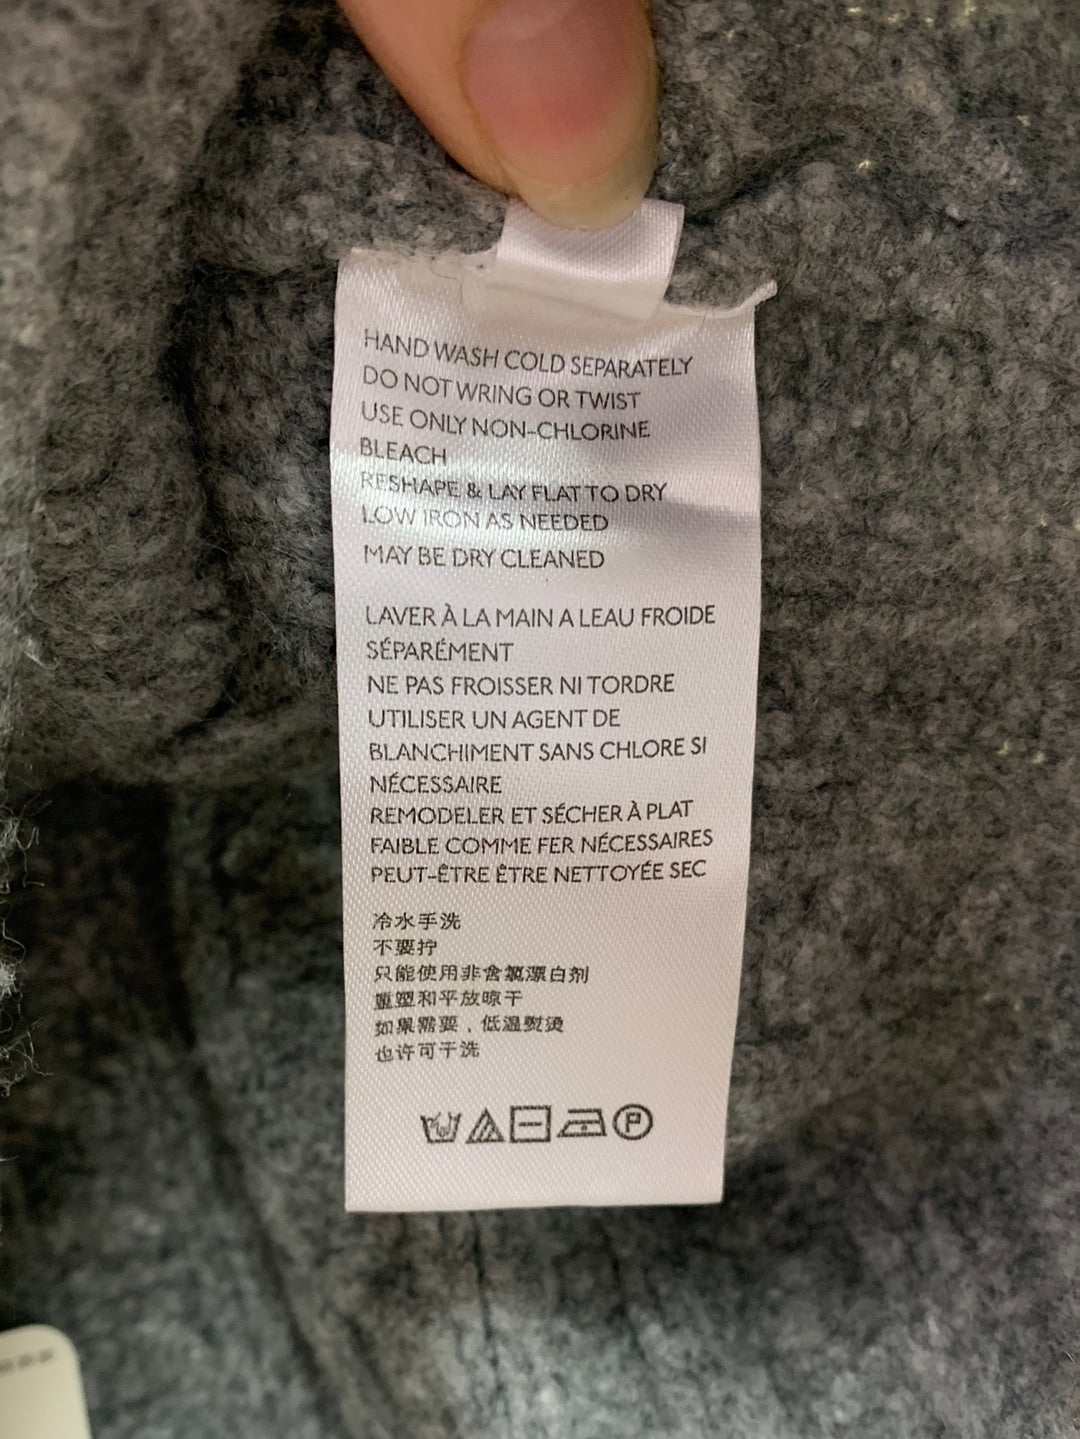 HAND WASH COLD SEPARATELY
DO NOT WRING OR TWIST
USE ONLY NON-CHLORINE
BLEACH
RESHAPE & LAY FLAT TO DRY
LOW IRON AS NEEDED
MAY BE DRY CLEANED
LAVER À LA MAIN A LEAU FROIDE
SÉPARÉMENT
NE PAS FROISSER NI TORDRE
UTILISER UN AGENT DE
BLANCHIMENT SANS CHLORE SI
NÉCESSAIRE
REMODELER ET SÉCHER À PLAT
FAIBLE COMME FER NÉCESSAIRES
PEUT-ÊTRE ÊTRE NETTOYÉE SEC
冷水手洗
不要拧
只能使用非含氯漂白剂
重塑和平放晾干
如果需要，低温熨烫
也许可干洗
P